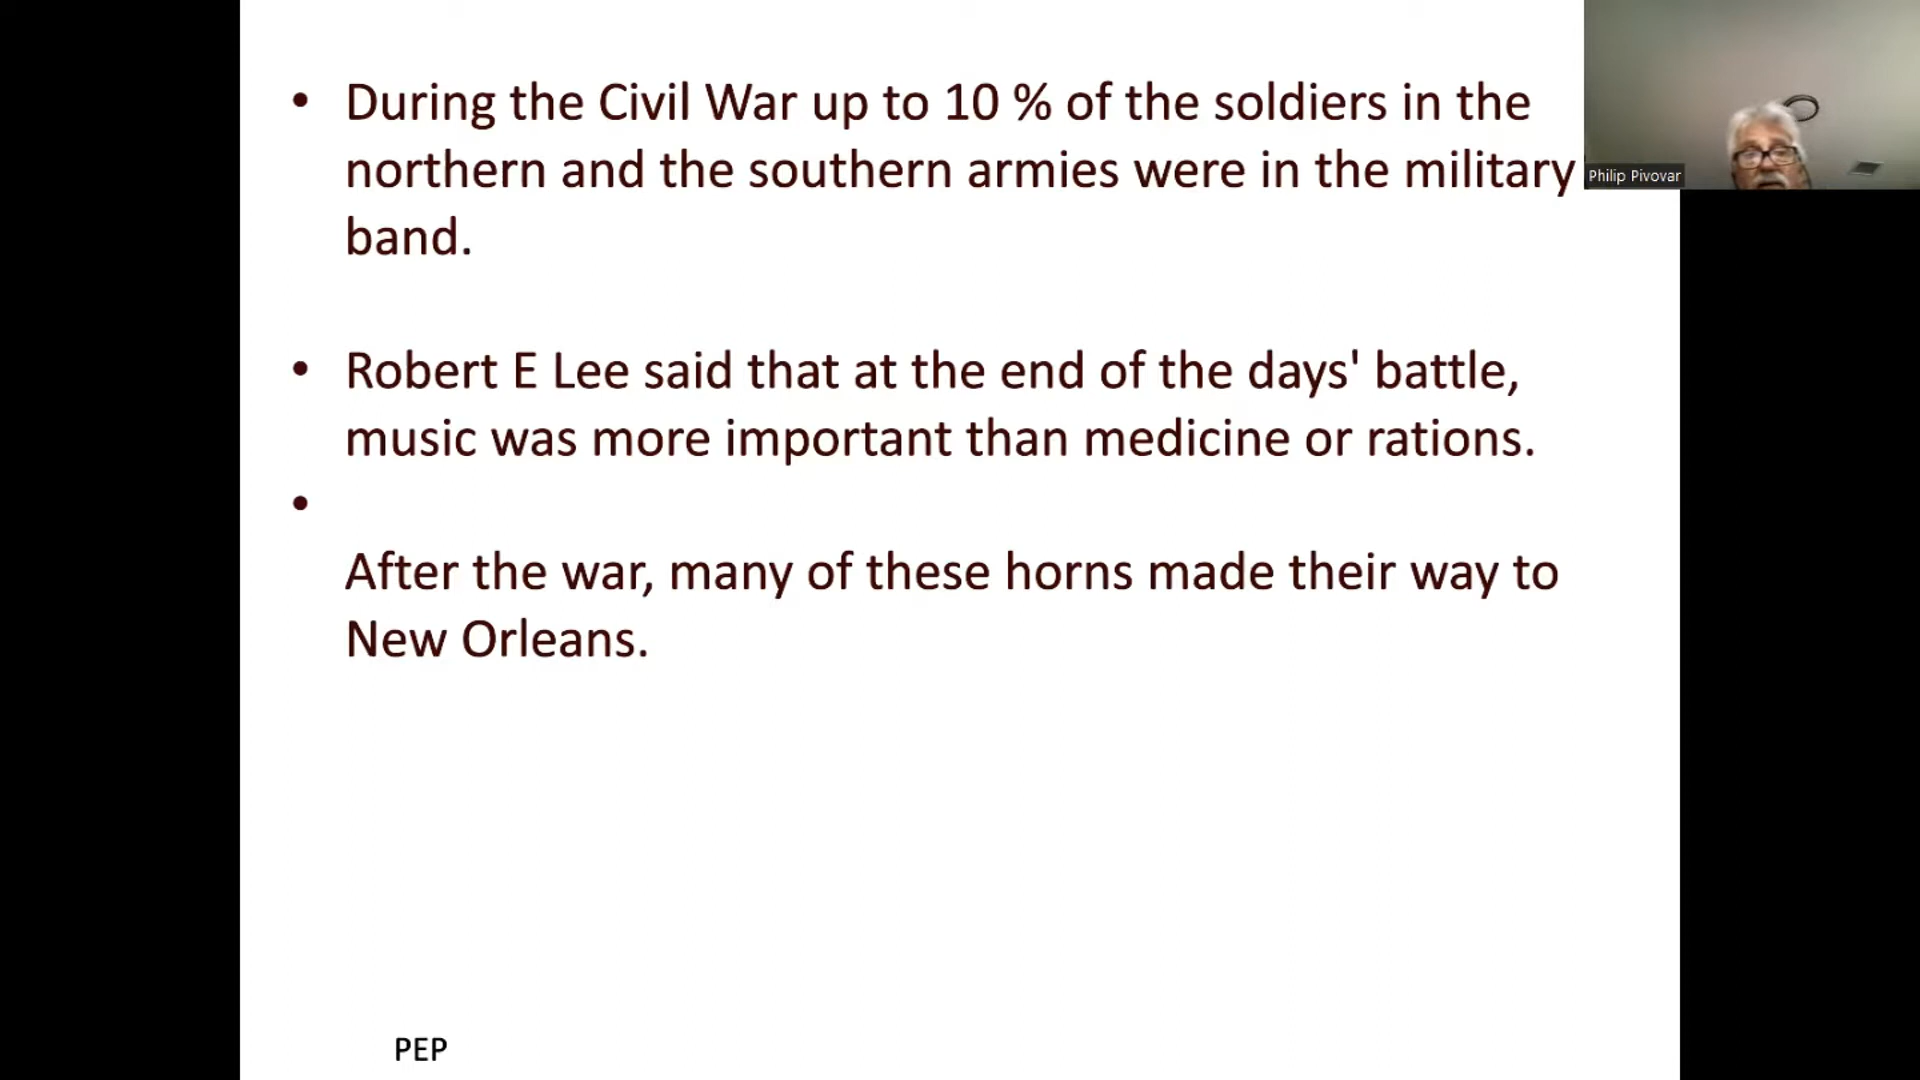 • During the Civil War up to 10 % of the soldiers in the
northern and the southern armies were in the military
band.
• Robert E Lee said that at the end of the days' battle,
music was more important than medicine or rations.
•
After the war, many of these horns made their way to
New Orleans.
PEP
Philip Pivovar